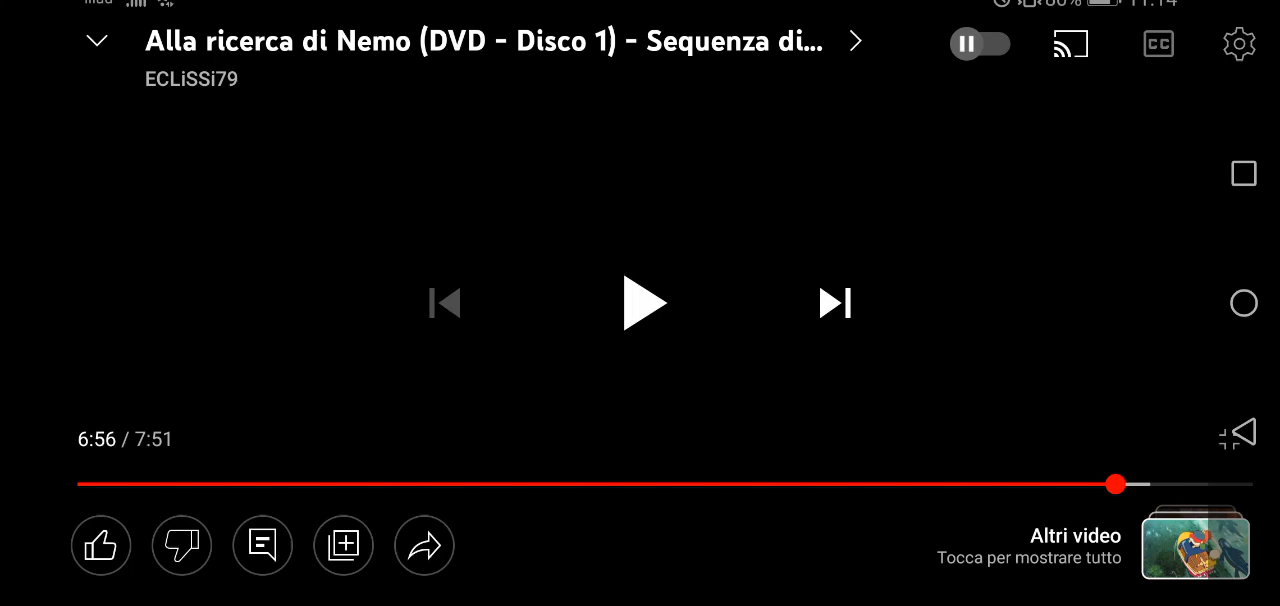 Alla ricerca di Nemo (DVD - Disco 1) - Sequenza di...
ECLiSSi79
CC
6:56 / 7:51
Altri video
Tocca per mostrare tutto